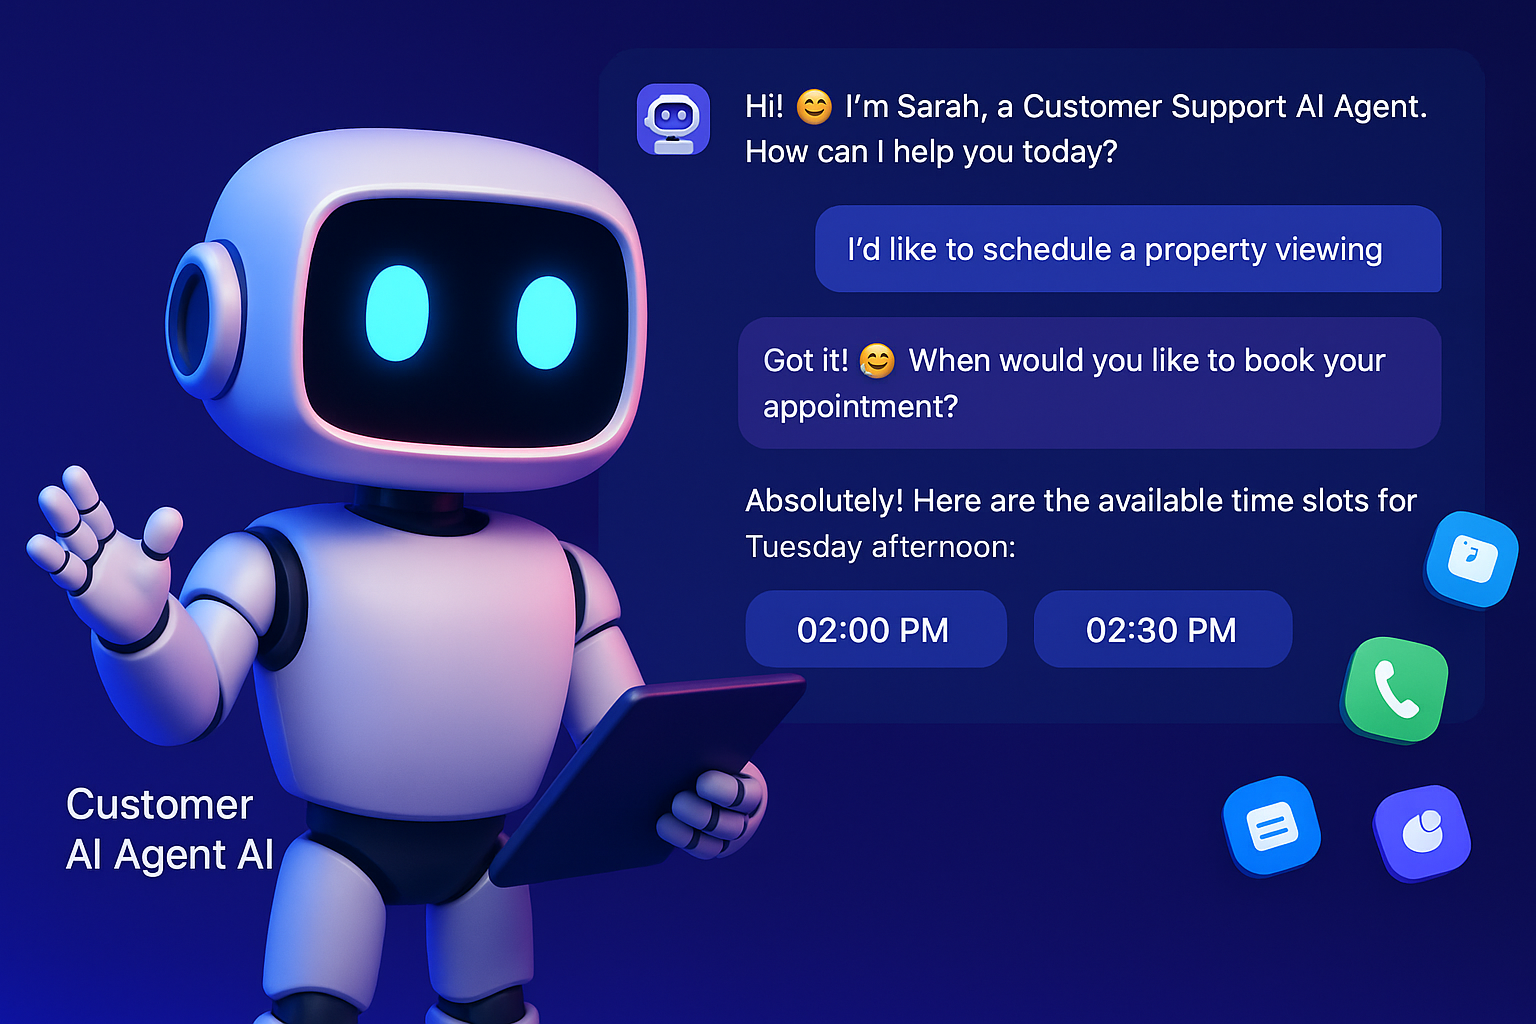 Hi! 😊 I’m Sarah, a Customer Support AI Agent.
How can I help you today?
I’d like to schedule a property viewing
Got it! 😊 When would you like to book your
appointment?
Absolutely! Here are the available time slots for
Tuesday afternoon:
02:00 PM
02:30 PM
Customer
AI Agent AI